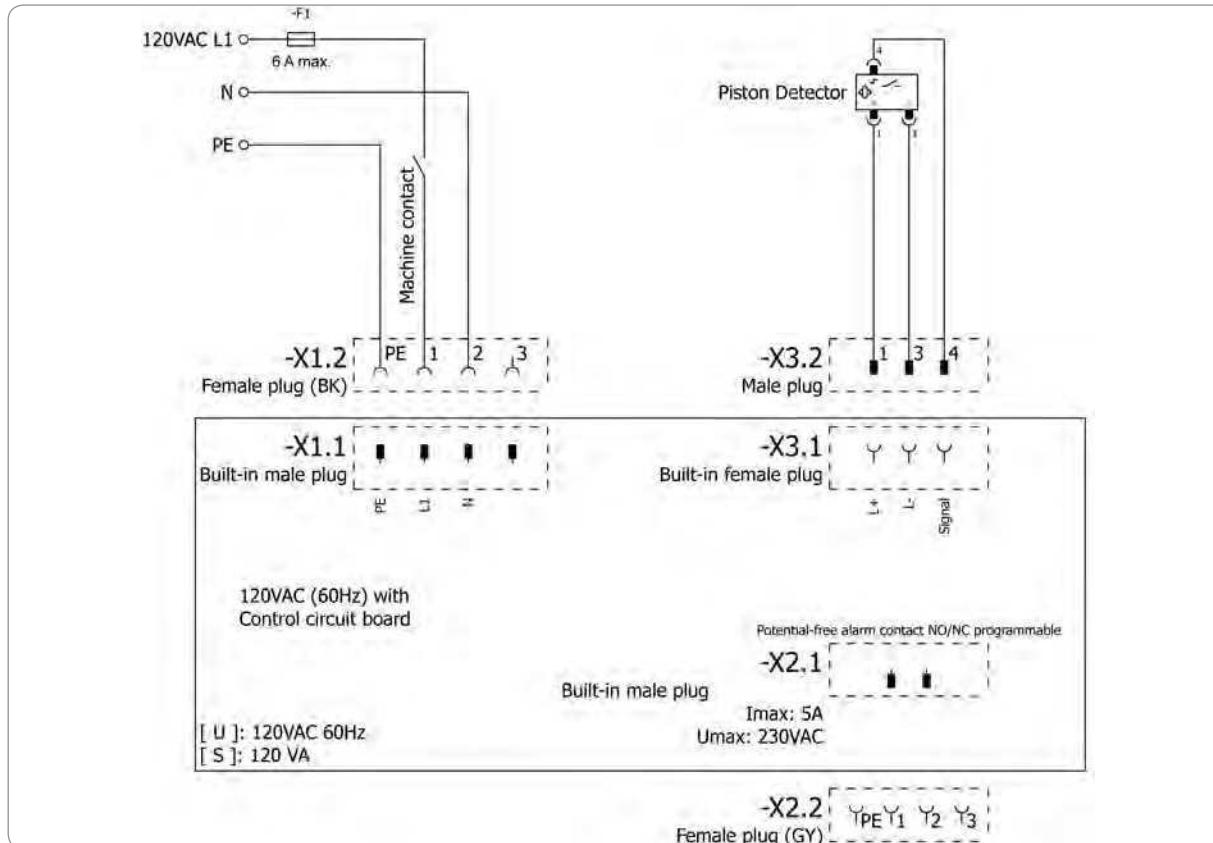 -F1
120VAC L1
6 A max.
N
PE
Machine contact
-X1.2
PE 1 2 3
Female plug (BK)
4
Piston Detector
1
-X3.2
1 3 4
Male plug
-X1.1
Built-in male plug
PE L1 N
-X3.1
Built-in female plug
L+ L- Signal
120VAC (60Hz) with
Control circuit board
Potential-free alarm contact NO/NC programmable
-X2.1
Built-in male plug
Imax: 5A
Umax: 230VAC
[ U ]: 120VAC 60Hz
[ S ]: 120 VA
-X2.2
PE 1 2 3
Female plug (GY)